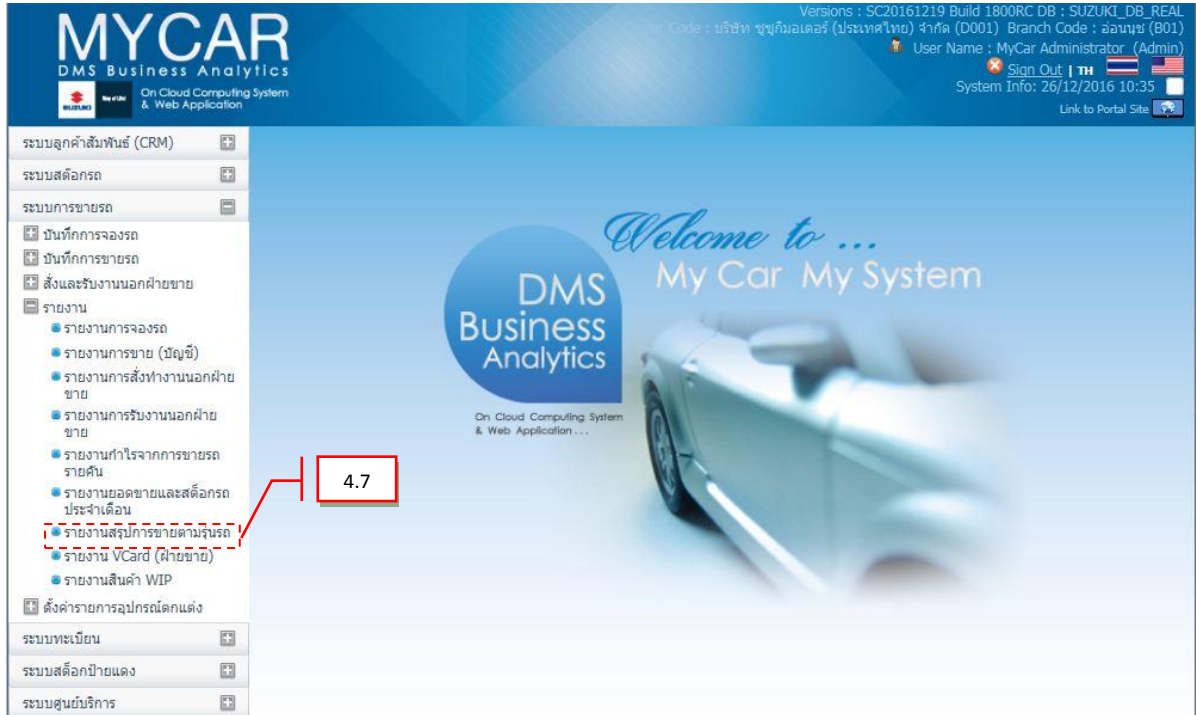 MYCAR
DMS Business Analytics
On Cloud Computing System
& Web Application
SUZUKI
Way of Life!
Versions : SC20161219 Build 1800RC DB : SUZUKI_DB_REAL
Code : บริษัท ซูซูกิมอเตอร์ (ประเทศไทย) จำกัด (D001) Branch Code : อ่อนนุช (B01)
User Name : MyCar Administrator (Admin)
Sign Out | TH
System Info: 26/12/2016 10:35
Link to Portal Site
ระบบลูกค้าสัมพันธ์ (CRM)
ระบบสต๊อกรถ
ระบบการขายรถ
บันทึกการจองรถ
บันทึกการขายรถ
สั่งและรับงานนอกฝ่ายขาย
รายงาน
รายงานการจองรถ
รายงานการขาย (บัญชี)
รายงานการสั่งทำงานนอกฝ่าย
ขาย
รายงานการรับงานนอกฝ่าย
ขาย
รายงานกำไรจากการขายรถ
รายคัน
รายงานยอดขายและสต็อกรถ
ประจำเดือน
รายงานสรุปการขายตามรุ่นรถ
รายงาน VCard (ฝ่ายขาย)
รายงานสินค้า WIP
ตั้งค่ารายการอุปกรณ์ตกแต่ง
ระบบทะเบียน
ระบบสต็อกป้ายแดง
ระบบศูนย์บริการ
4.7
Welcome to ...
My Car My System
DMS
Business
Analytics
On Cloud Computing System
& Web Application ...